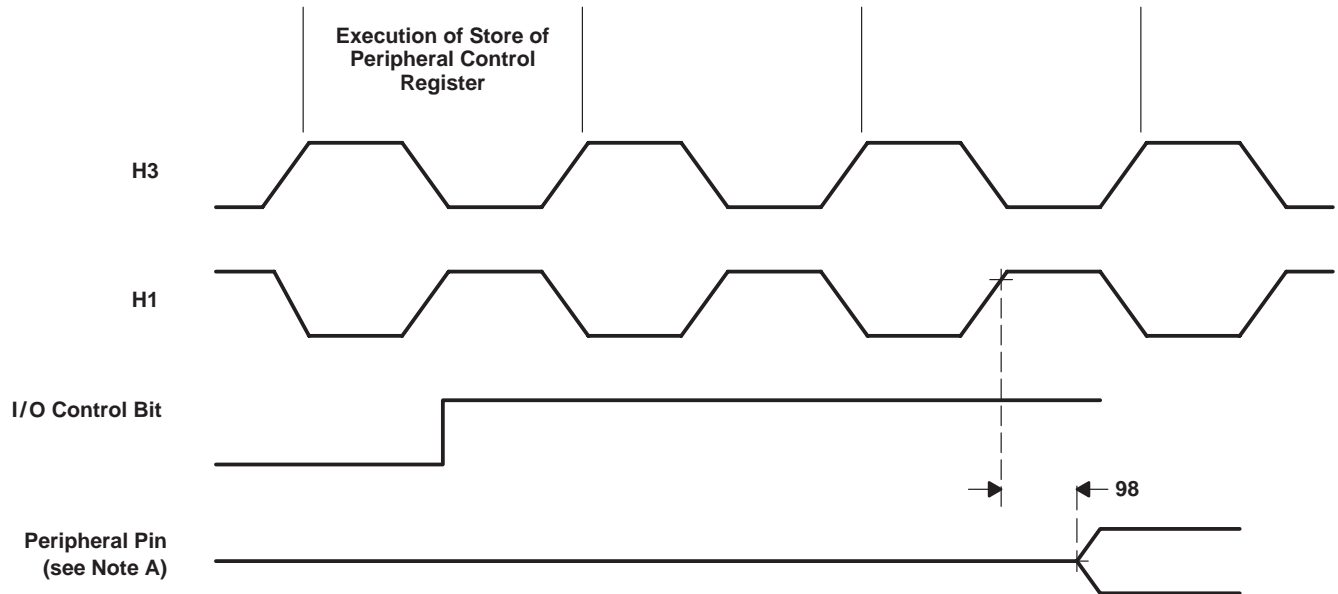 Execution of Store of
Peripheral Control
Register
H3
H1
I/O Control Bit
98
Peripheral Pin
(see Note A)